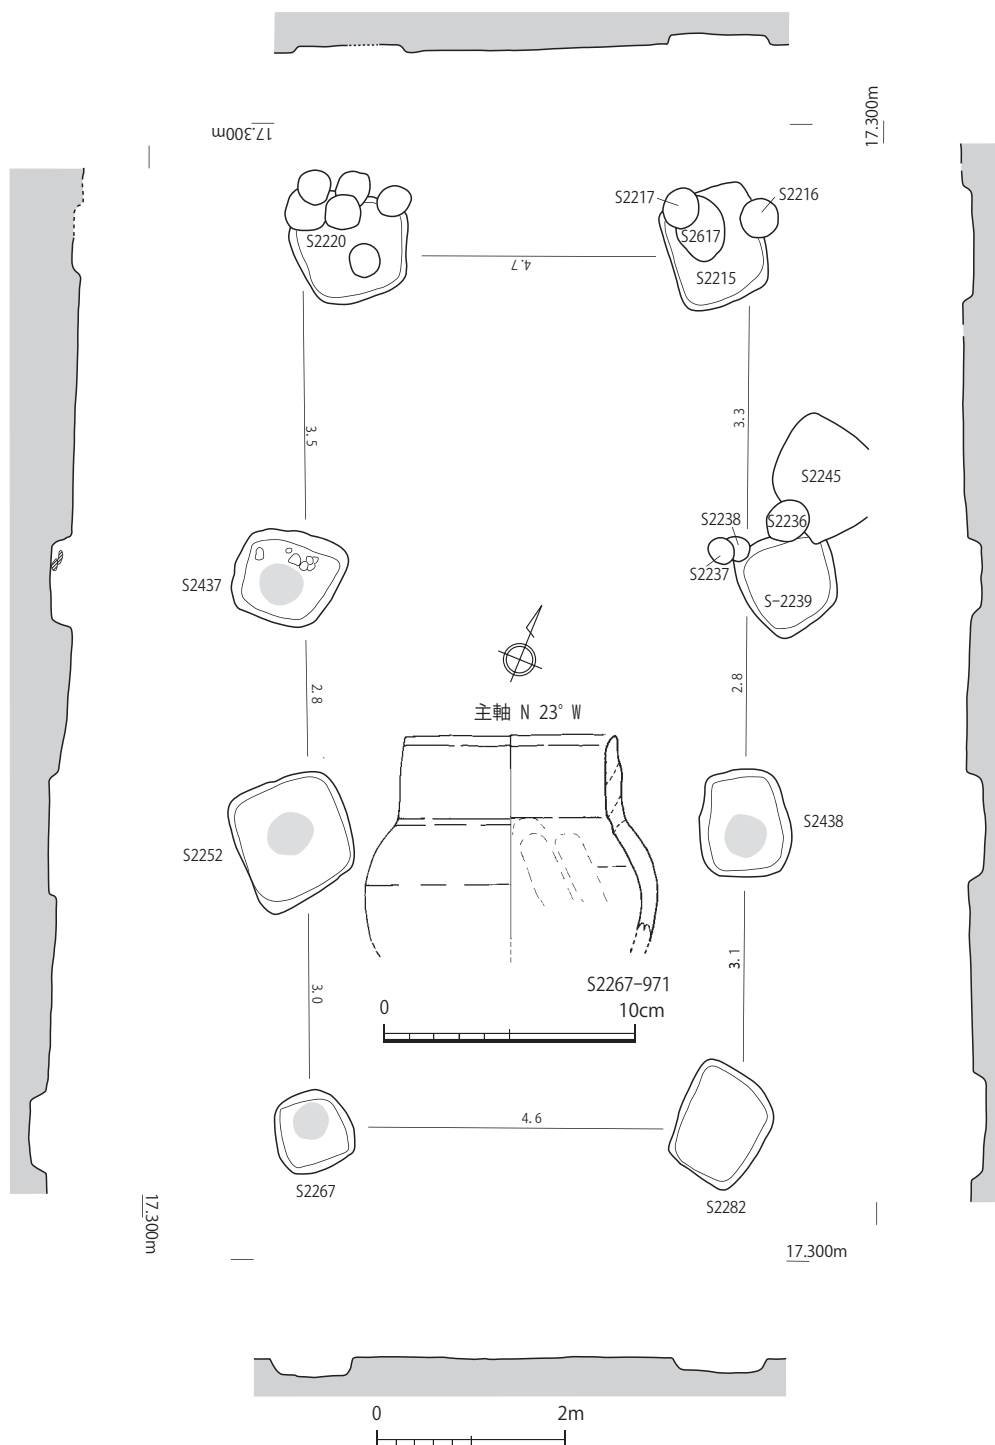 17.300m
17.300m
S2217
S2216
S2220
S2617
S2215
4.7
3.5
3.3
S2245
S2238
S2236
S2237
S2437
S-2239
2.8
2.8
主軸 N 23° W
S2438
S2252
3.1
3.0
S2267-971
0 10cm
4.6
S2267
S2282
17.300m
17.300m
0 2m